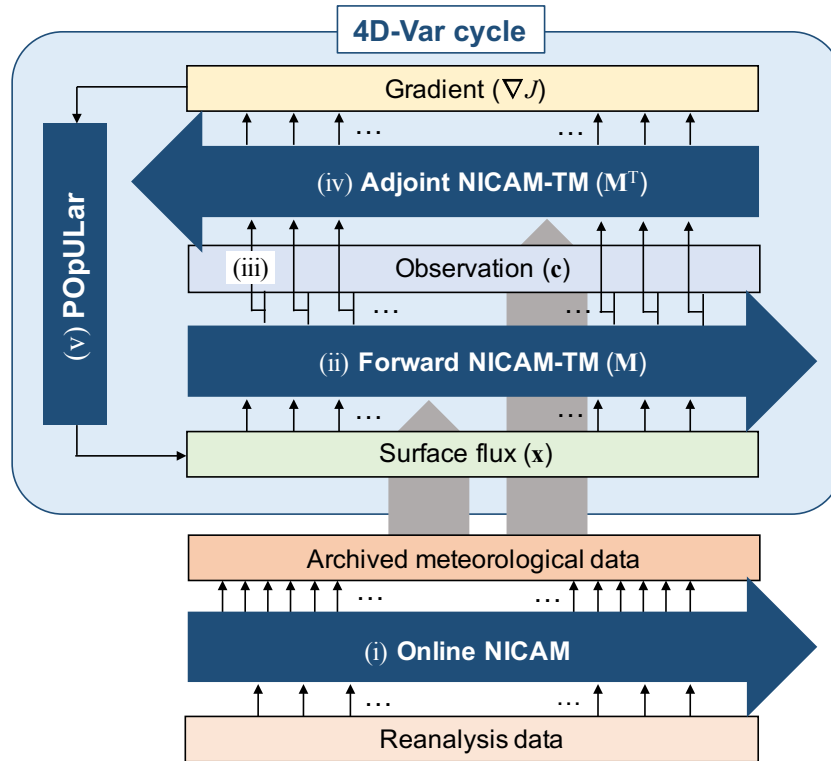 4D-Var cycle
Gradient (∇J)
...
...
(iv) Adjoint NICAM-TM (Mᵀ)
(iii)
Observation (c)
...
...
(ii) Forward NICAM-TM (M)
...
...
Surface flux (x)
(v) POpULar
Archived meteorological data
...
...
(i) Online NICAM
...
...
Reanalysis data